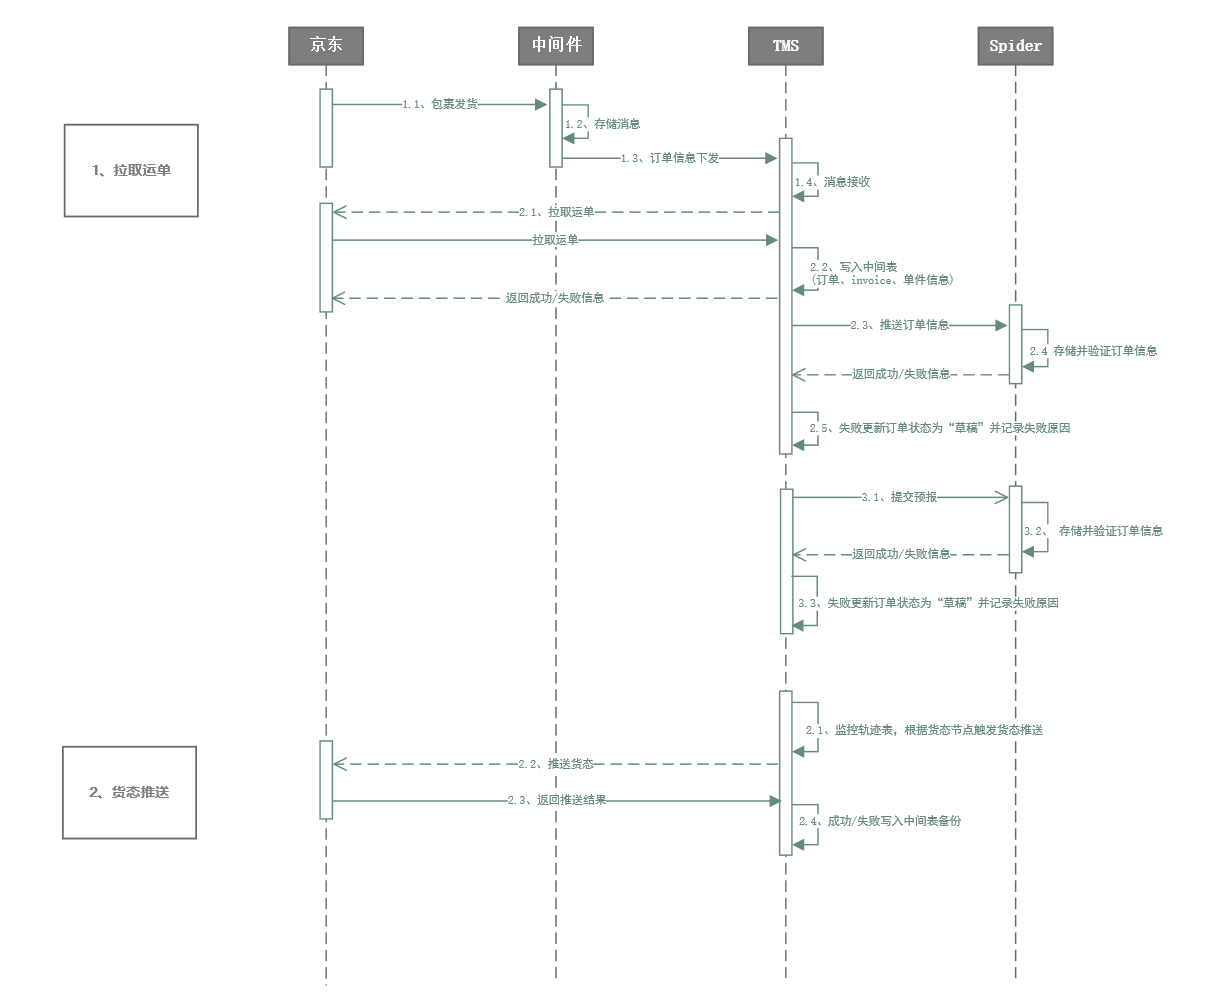 京东
中间件
TMS
Spider
1.1、包裹发货
1.2、存储消息
1.3、订单信息下发
1、拉取运单
1.4、消息接收
2.1、拉取运单
拉取运单
2.2、写入中间表
(订单、invoice、单件信息)
返回成功/失败信息
2.3、推送订单信息
2.4 存储并验证订单信息
返回成功/失败信息
2.5、失败更新订单状态为“草稿”并记录失败原因
3.1、提交预报
3.2、 存储并验证订单信息
返回成功/失败信息
3.3、失败更新订单状态为“草稿”并记录失败原因
2.1、监控轨迹表，根据货态节点触发货态推送
2.2、推送货态
2、货态推送
2.3、返回推送结果
2.4、成功/失败写入中间表备份